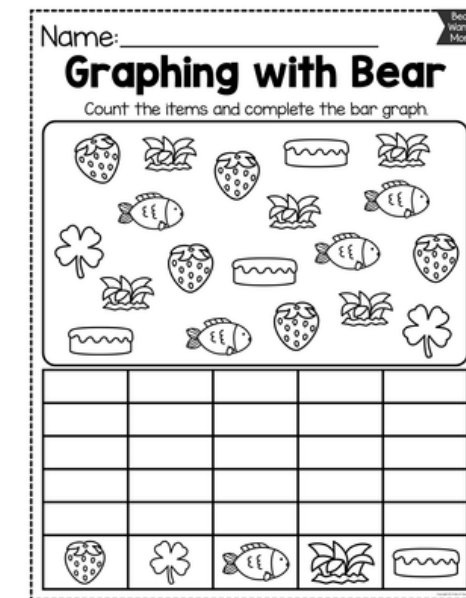 Name:
Graphing with Bear
Count the items and complete the bar graph.